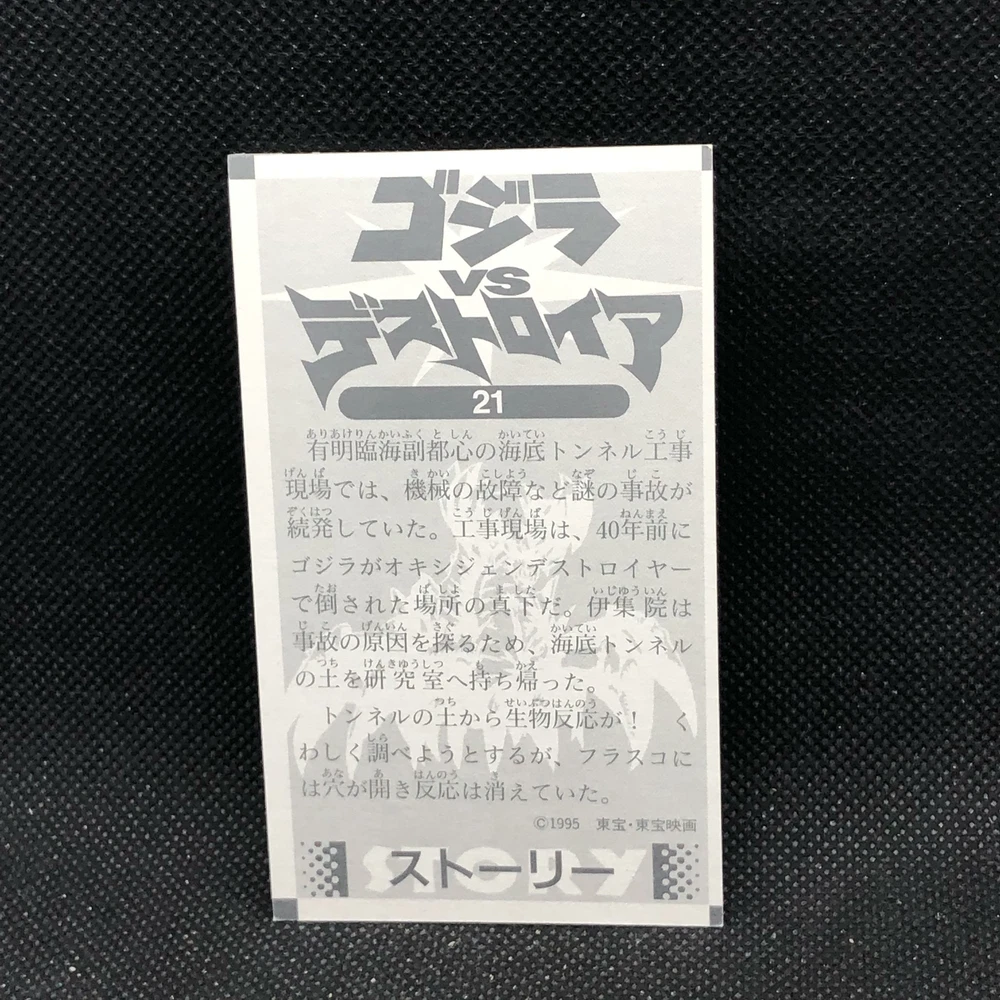 ゴジラ
VS
デストロイア
21
有明臨海副都心の海底トンネル工事
現場では、機械の故障など謎の事故が
続発していた。工事現場は、40年前に
ゴジラがオキシジェンデストロイヤー
で倒された場所の真下だ。伊集院は
事故の原因を探るため、海底トンネル
の土を研究室へ持ち帰った。
トンネルの土から生物反応が！ く
わしく調べようとするが、フラスコに
は穴が開き反応は消えていた。
©1995 東宝・東宝映画
STORY
ストーリー